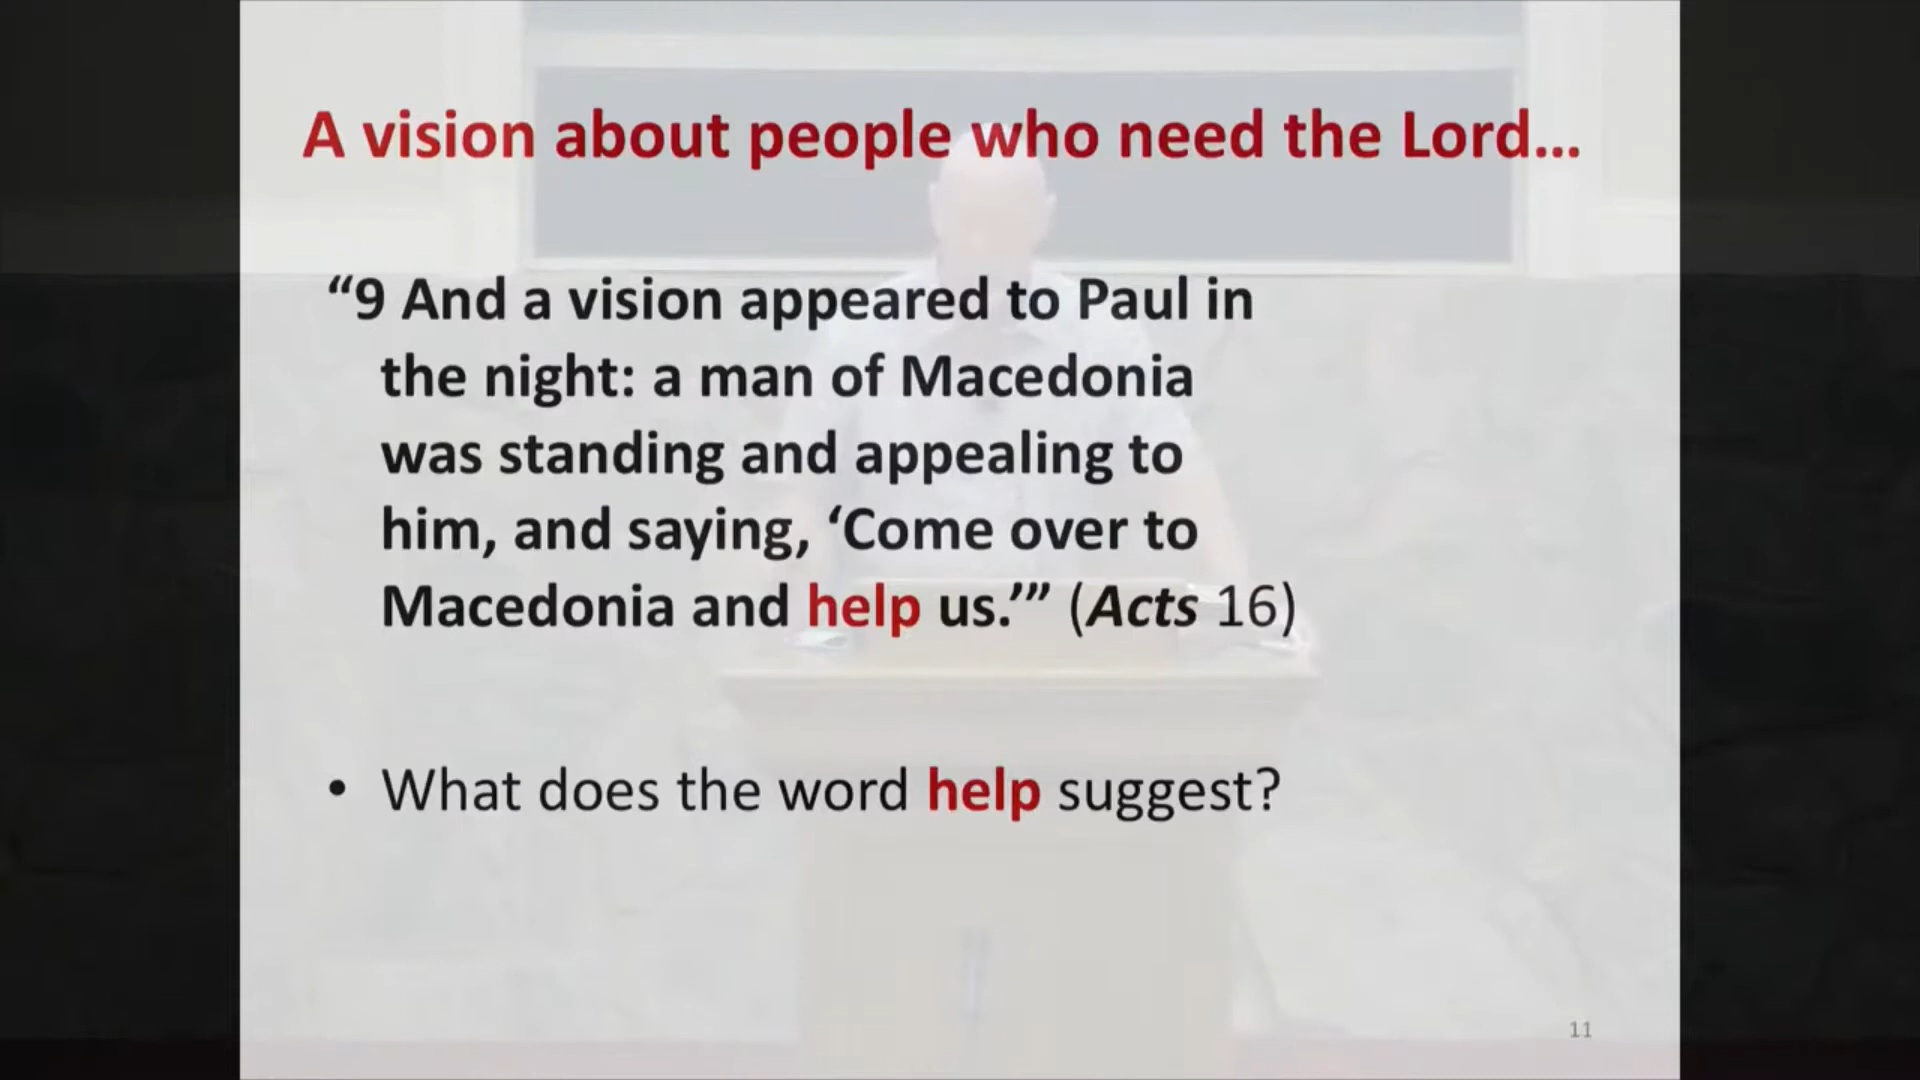 A vision about people who need the Lord…
“9 And a vision appeared to Paul in
the night: a man of Macedonia
was standing and appealing to
him, and saying, ‘Come over to
Macedonia and help us.’” (Acts 16)
• What does the word help suggest?
11